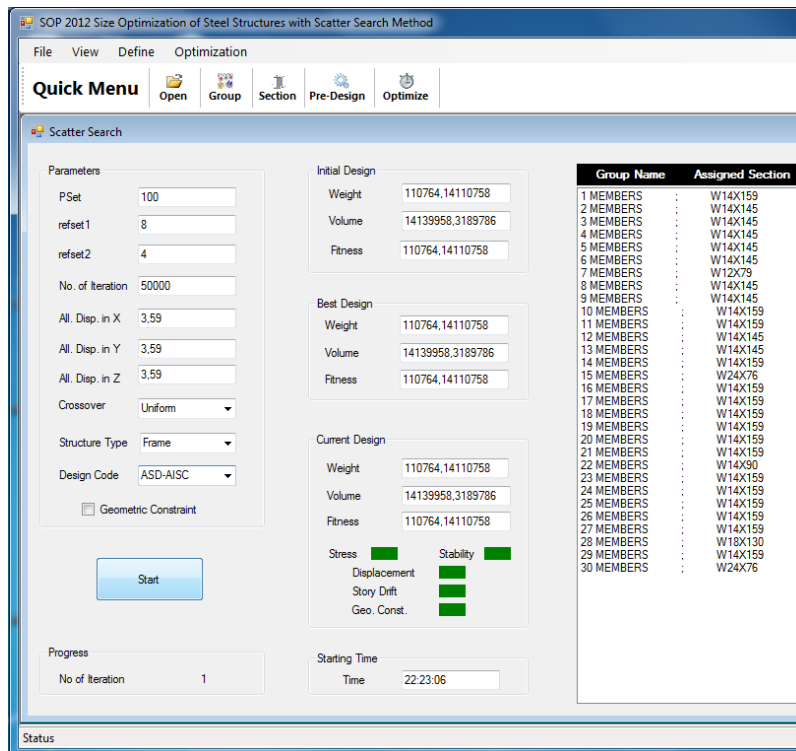 SOP 2012 Size Optimization of Steel Structures with Scatter Search Method
File View Define Optimization
Quick Menu Open Group Section Pre-Design Optimize
Scatter Search
Parameters
PSet 100
refset1 8
refset2 4
No. of Iteration 50000
All. Disp. in X 3,59
All. Disp. in Y 3,59
All. Disp. in Z 3,59
Crossover Uniform
Structure Type Frame
Design Code ASD-AISC
Geometric Constraint
Start
Progress
No of Iteration 1
Initial Design
Weight 110764,14110758
Volume 14139958,3189786
Fitness 110764,14110758
Best Design
Weight 110764,14110758
Volume 14139958,3189786
Fitness 110764,14110758
Current Design
Weight 110764,14110758
Volume 14139958,3189786
Fitness 110764,14110758
Stress Stability
Displacement
Story Drift
Geo. Const.
Starting Time
Time 22:23:06
Group Name Assigned Section
1 MEMBERS : W14X159
2 MEMBERS : W14X145
3 MEMBERS : W14X145
4 MEMBERS : W14X145
5 MEMBERS : W14X145
6 MEMBERS : W14X145
7 MEMBERS : W12X79
8 MEMBERS : W14X145
9 MEMBERS : W14X145
10 MEMBERS : W14X159
11 MEMBERS : W14X159
12 MEMBERS : W14X145
13 MEMBERS : W14X145
14 MEMBERS : W14X159
15 MEMBERS : W24X76
16 MEMBERS : W14X159
17 MEMBERS : W14X159
18 MEMBERS : W14X159
19 MEMBERS : W14X159
20 MEMBERS : W14X159
21 MEMBERS : W14X159
22 MEMBERS : W14X90
23 MEMBERS : W14X159
24 MEMBERS : W14X159
25 MEMBERS : W14X159
26 MEMBERS : W14X159
27 MEMBERS : W14X159
28 MEMBERS : W18X130
29 MEMBERS : W14X159
30 MEMBERS : W24X76
Status